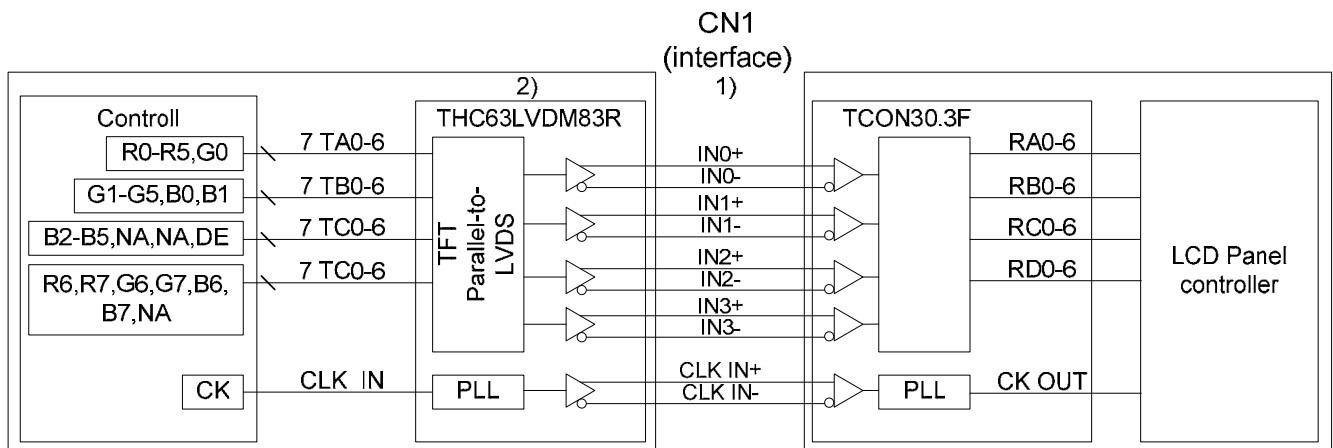 CN1
(interface)
1)
2)
Controll
R0-R5,G0
G1-G5,B0,B1
B2-B5,NA,NA,DE
R6,R7,G6,G7,B6,
B7,NA
CK
7 TA0-6
7 TB0-6
7 TC0-6
7 TC0-6
CLK IN
THC63LVDM83R
TFT
Parallel-to-
LVDS
PLL
IN0+
IN0-
IN1+
IN1-
IN2+
IN2-
IN3+
IN3-
CLK IN+
CLK IN-
TCON30.3F
PLL
RA0-6
RB0-6
RC0-6
RD0-6
CK OUT
LCD Panel
controller